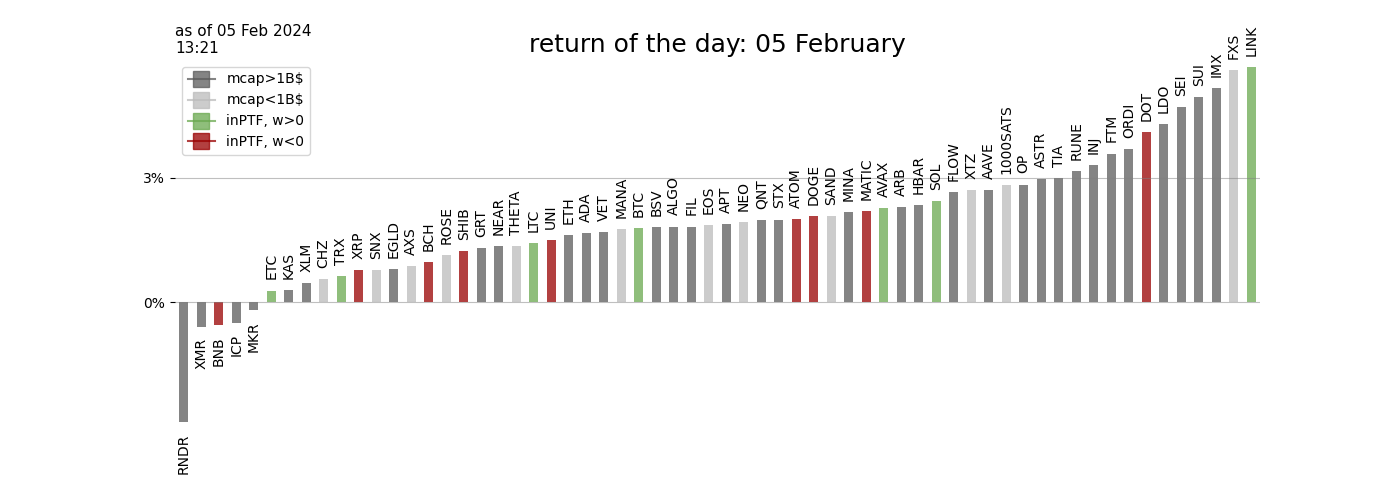 as of 05 Feb 2024
13:21
return of the day: 05 February
mcap>1B$
mcap<1B$
inPTF, w>0
inPTF, w<0
3%
0%
RNDR
XMR
BNB
ICP
MKR
ETC
KAS
XLM
CHZ
TRX
XRP
SNX
EGLD
AXS
BCH
ROSE
SHIB
GRT
NEAR
THETA
LTC
UNI
ETH
ADA
VET
MANA
BTC
BSV
ALGO
FIL
EOS
APT
NEO
QNT
STX
ATOM
DOGE
SAND
MINA
MATIC
AVAX
ARB
HBAR
SOL
FLOW
XTZ
AAVE
1000SATS
OP
ASTR
TIA
RUNE
INJ
FTM
ORDI
DOT
LDO
SEI
SUI
IMX
FXS
LINK